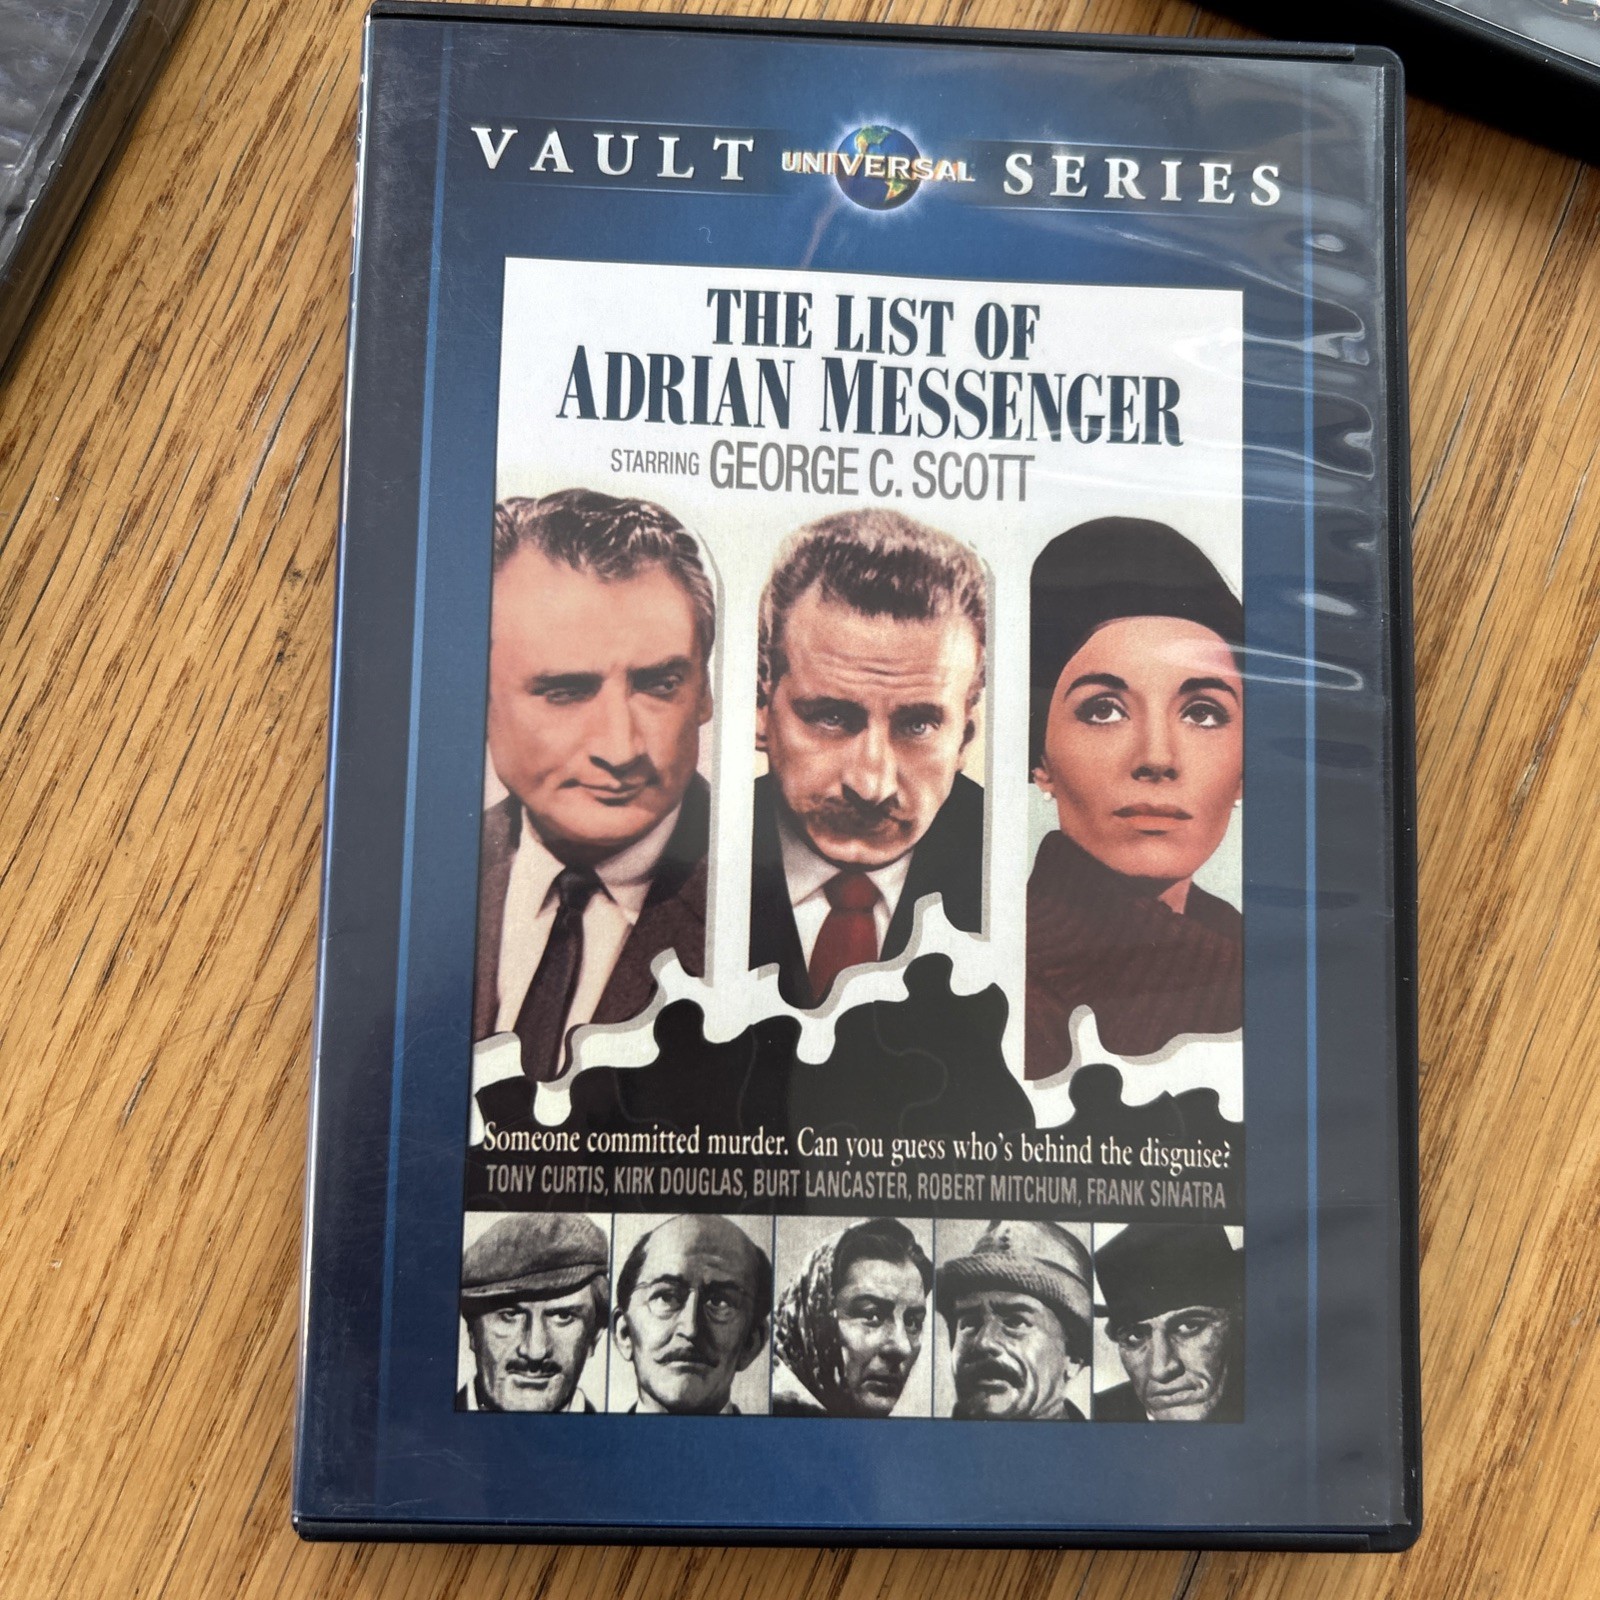 VAULT UNIVERSAL SERIES
THE LIST OF
ADRIAN MESSENGER
STARRING GEORGE C. SCOTT
Someone committed murder. Can you guess who's behind the disguise?
TONY CURTIS, KIRK DOUGLAS, BURT LANCASTER, ROBERT MITCHUM, FRANK SINATRA